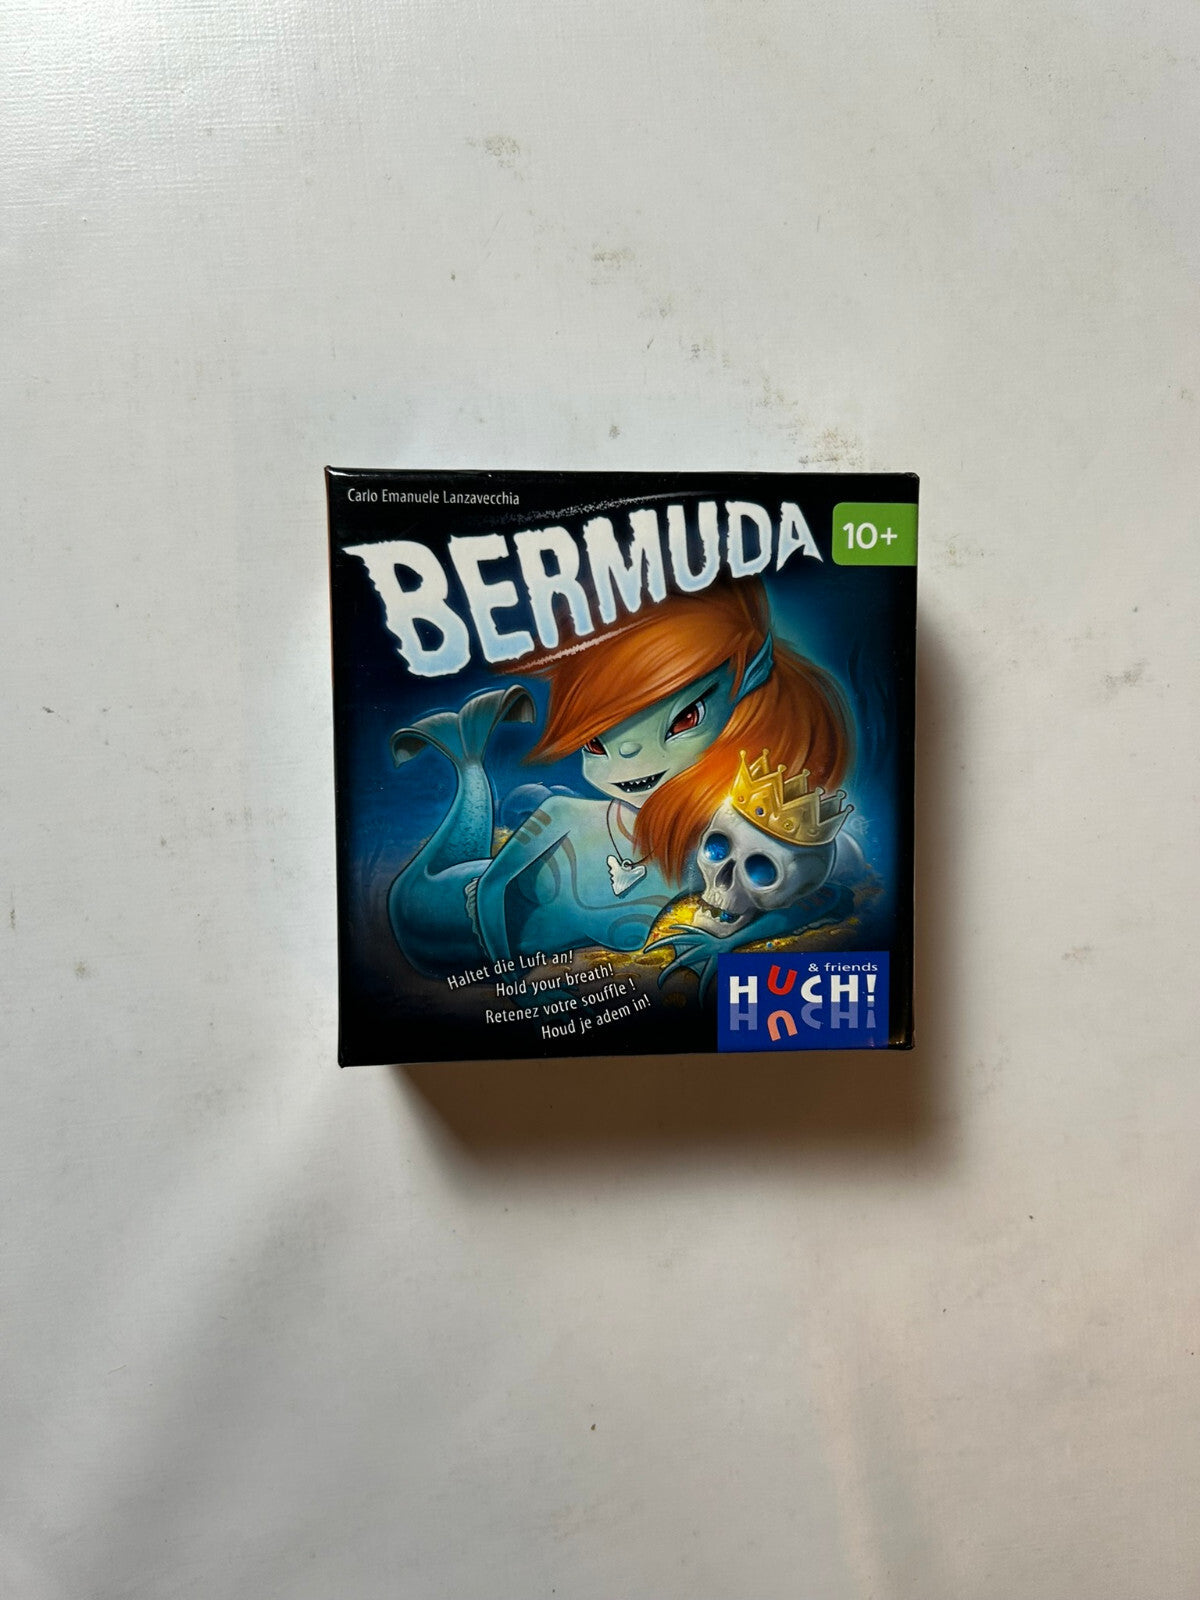 Carlo Emanuele Lanzavecchia
BERMUDA
10+
Haltet die Luft an!
Hold your breath!
Retenez votre souffle !
Houd je adem in!
& friends
HUCH!